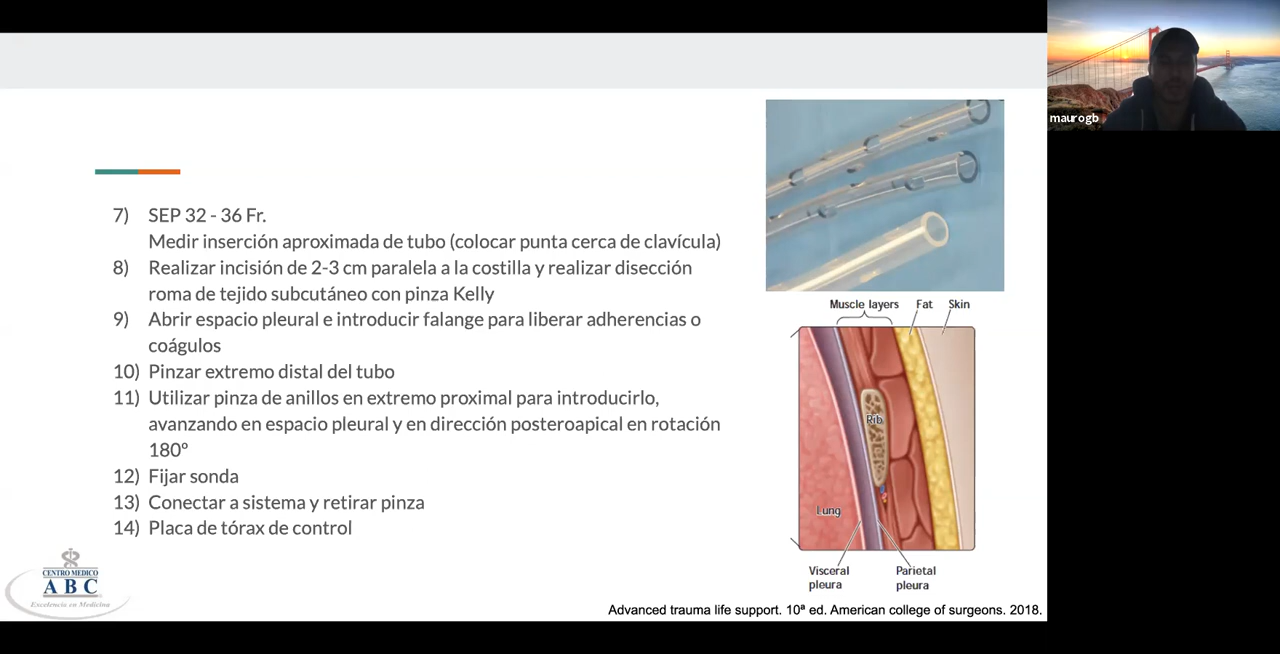 maurogb
7) SEP 32 - 36 Fr.
Medir inserción aproximada de tubo (colocar punta cerca de clavícula)
8) Realizar incisión de 2-3 cm paralela a la costilla y realizar disección
roma de tejido subcutáneo con pinza Kelly
9) Abrir espacio pleural e introducir falange para liberar adherencias o
coágulos
10) Pinzar extremo distal del tubo
11) Utilizar pinza de anillos en extremo proximal para introducirlo,
avanzando en espacio pleural y en dirección posteroapical en rotación
180º
12) Fijar sonda
13) Conectar a sistema y retirar pinza
14) Placa de tórax de control
Muscle layers Fat Skin
Rib
Lung
Visceral
pleura
Parietal
pleura
CENTRO MEDICO
ABC
Excelencia en Medicina
Advanced trauma life support. 10ª ed. American college of surgeons. 2018.